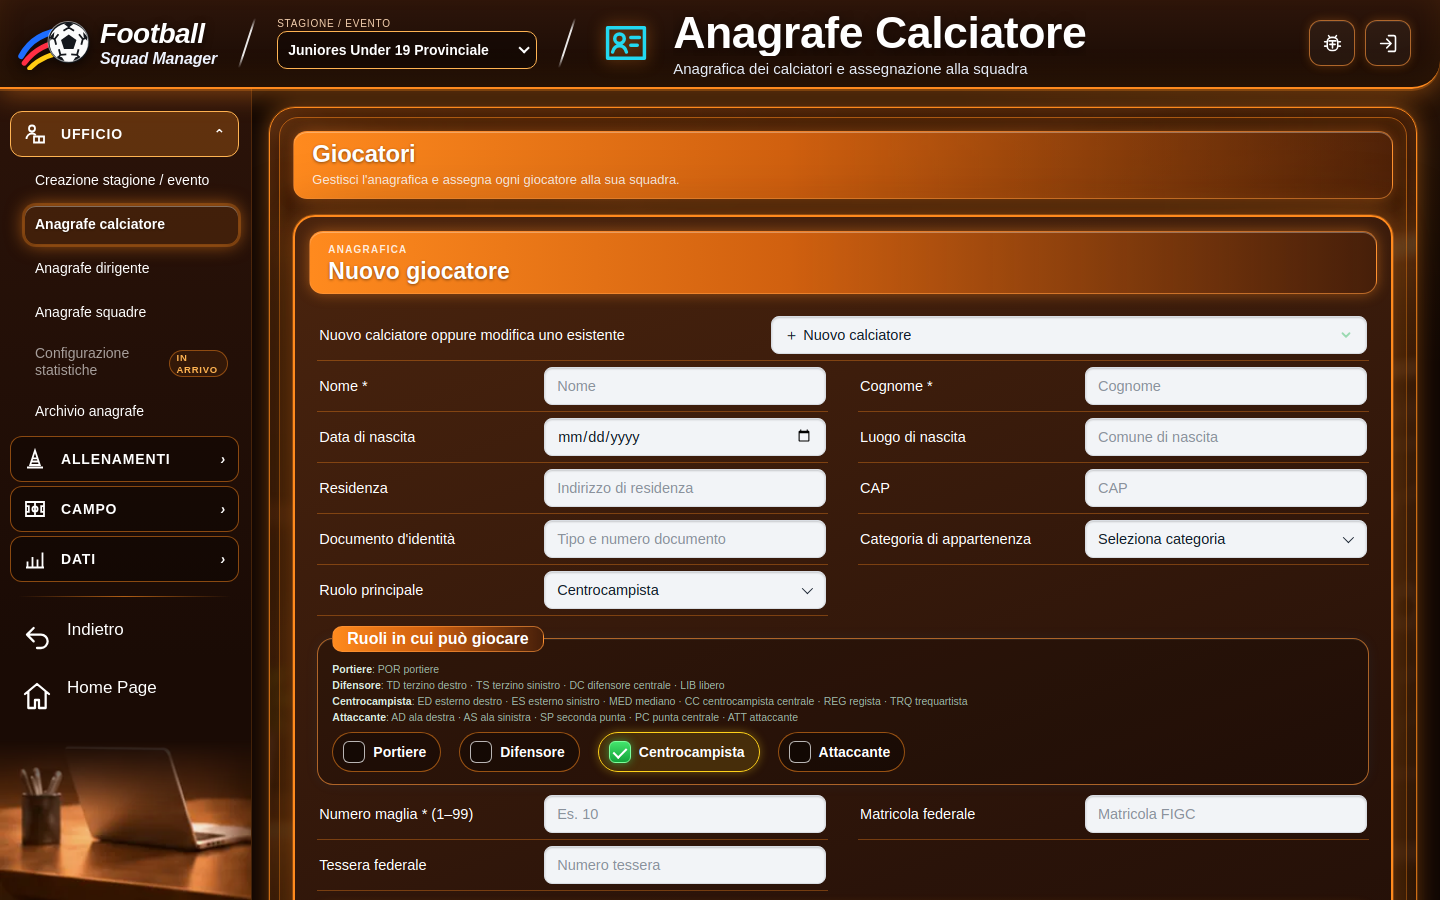 Football
Squad Manager
STAGIONE / EVENTO
Juniores Under 19 Provinciale
Anagrafe Calciatore
Anagrafica dei calciatori e assegnazione alla squadra
UFFICIO
Creazione stagione / evento
Anagrafe calciatore
Anagrafe dirigente
Anagrafe squadre
Configurazione
statistiche
IN
ARRIVO
Archivio anagrafe
ALLENAMENTI
CAMPO
DATI
Indietro
Home Page
Giocatori
Gestisci l'anagrafica e assegna ogni giocatore alla sua squadra.
ANAGRAFICA
Nuovo giocatore
Nuovo calciatore oppure modifica uno esistente
+ Nuovo calciatore
Nome *
Nome
Cognome *
Cognome
Data di nascita
mm/dd/yyyy
Luogo di nascita
Comune di nascita
Residenza
Indirizzo di residenza
CAP
CAP
Documento d'identità
Tipo e numero documento
Categoria di appartenenza
Seleziona categoria
Ruolo principale
Centrocampista
Ruoli in cui può giocare
Portiere: POR portiere
Difensore: TD terzino destro · TS terzino sinistro · DC difensore centrale · LIB libero
Centrocampista: ED esterno destro · ES esterno sinistro · MED mediano · CC centrocampista centrale · REG regista · TRQ trequartista
Attaccante: AD ala destra · AS ala sinistra · SP seconda punta · PC punta centrale · ATT attaccante
Portiere
Difensore
Centrocampista
Attaccante
Numero maglia * (1–99)
Es. 10
Matricola federale
Matricola FIGC
Tessera federale
Numero tessera